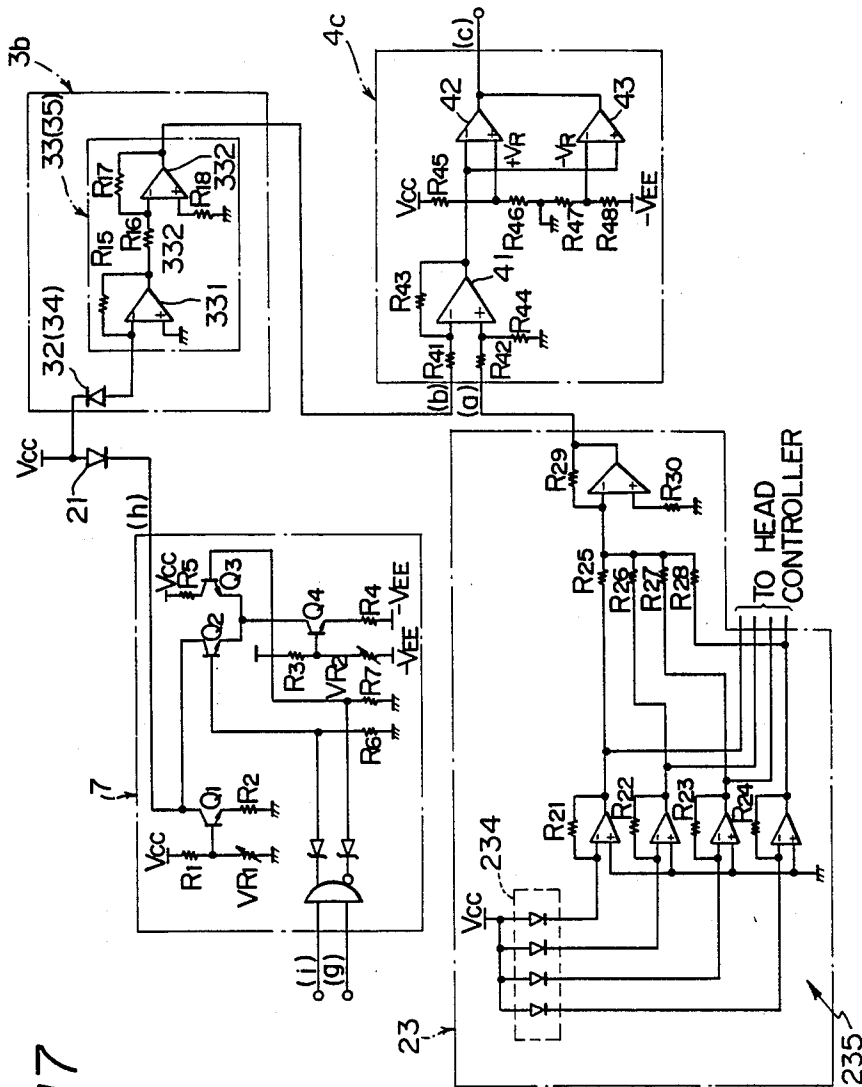 17
3b
33(35)
R17
332
R18
R16
332
R15
331
32(34)
VCC
21
(h)
4c
(c)
42
43
+VR
-VR
VCC
R45
R46
R47
R48
-VEE
R43
41
R41
R44
R42
(b)
(a)
7
VCC
R5
Q3
Q2
Q4
R4
-VEE
R3
VR2
-VEE
R7
R6
Q1
R2
VCC
R1
VR1
(i)
(g)
23
R29
R30
R25
R26
R27
R28
TO HEAD
CONTROLLER
R21
R22
R23
R24
234
VCC
235